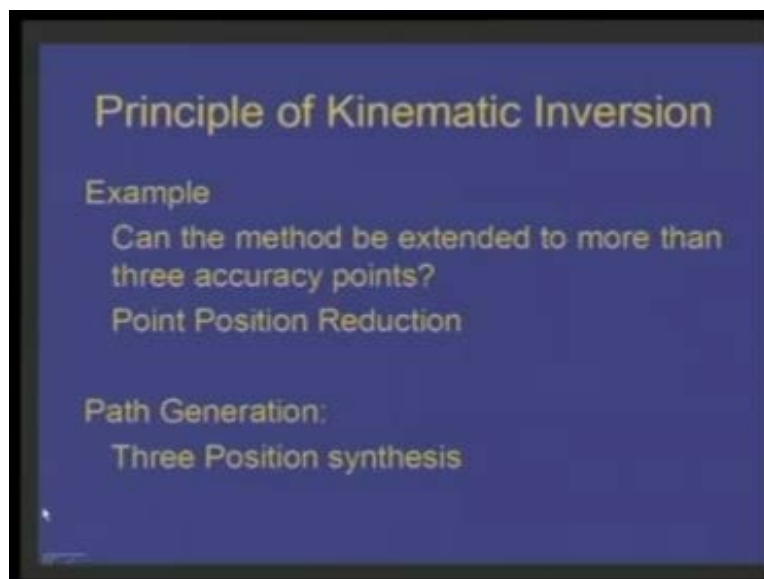 Principle of Kinematic Inversion
Example
Can the method be extended to more than
three accuracy points?
Point Position Reduction
Path Generation:
Three Position synthesis